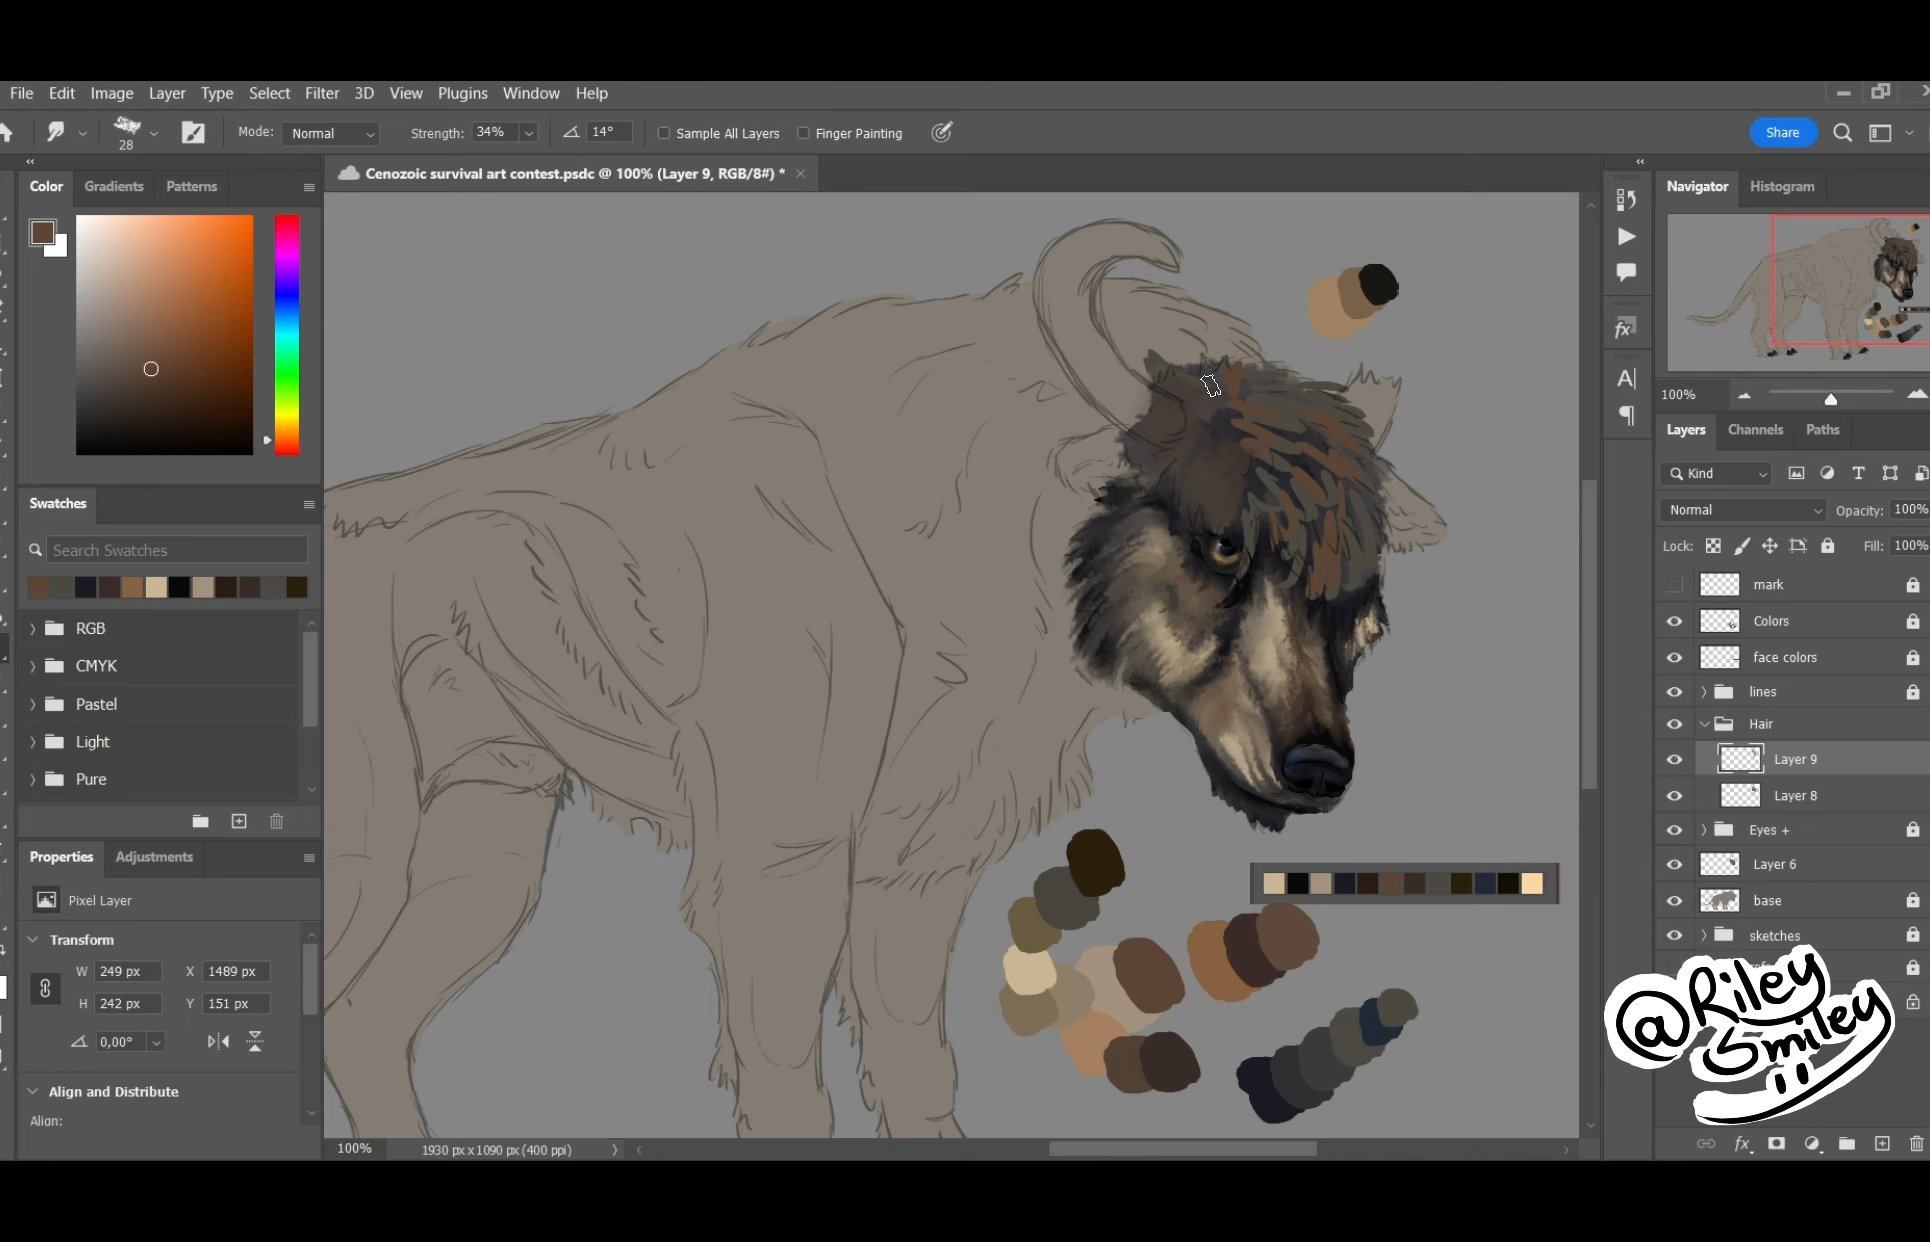 File Edit Image Layer Type Select Filter 3D View Plugins Window Help
28 Mode: Normal Strength: 34% 14° Sample All Layers Finger Painting Share
Color Gradients Patterns
Cenozoic survival art contest.psdc @ 100% (Layer 9, RGB/8#) *
Navigator Histogram
100%
Layers Channels Paths
Kind
Normal Opacity: 100%
Lock: Fill: 100%
Swatches
Search Swatches
RGB
CMYK
Pastel
Light
Pure
mark
Colors
face colors
lines
Hair
Layer 9
Layer 8
Eyes +
Layer 6
base
sketches
Properties Adjustments
Pixel Layer
Transform
W 249 px X 1489 px
H 242 px Y 151 px
0,00°
Align and Distribute
Align:
100% 1930 px x 1090 px (400 ppi)
@Riley
Smiley